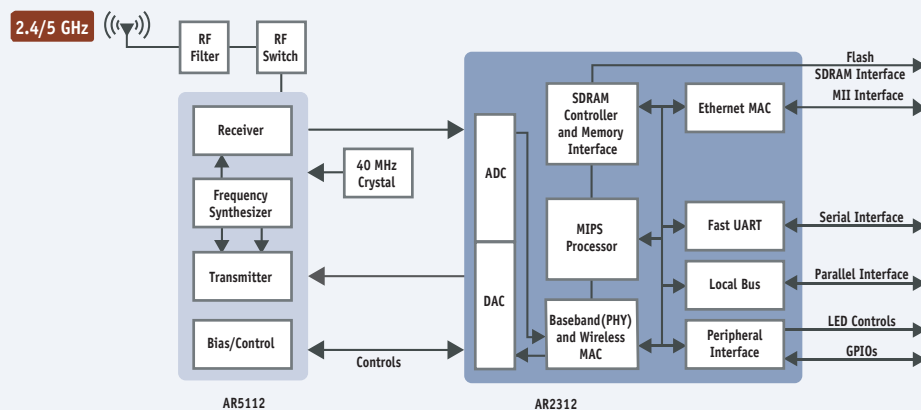 2.4/5 GHz
RF
Filter
RF
Switch
Receiver
Frequency
Synthesizer
Transmitter
Bias/Control
AR5112
40 MHz
Crystal
Controls
ADC
DAC
SDRAM
Controller
and Memory
Interface
MIPS
Processor
Baseband(PHY)
and Wireless
MAC
Ethernet MAC
Fast UART
Local Bus
Peripheral
Interface
AR2312
Flash
SDRAM Interface
MII Interface
Serial Interface
Parallel Interface
LED Controls
GPIOs